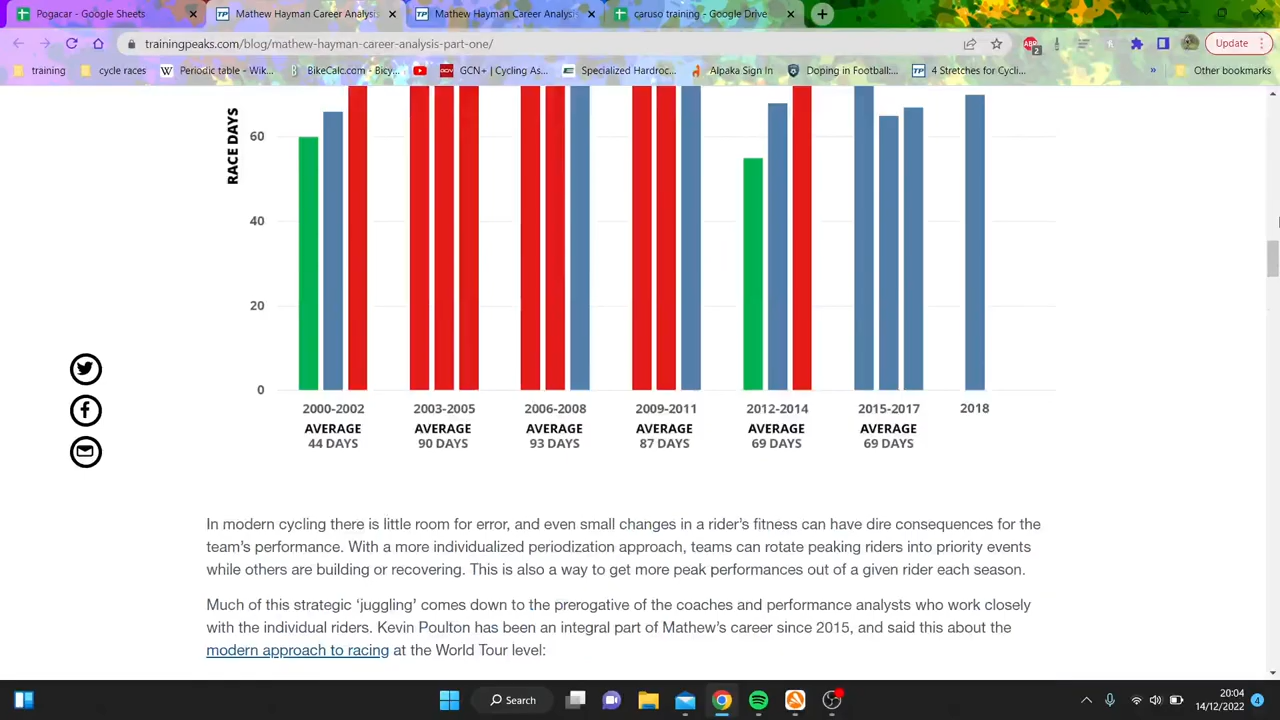 Pogacar - Google Sheets
Mathew Hayman Career Analysis
Mathew Hayman Career Analysis
caruso training - Google Drive
trainingpeaks.com/blog/mathew-hayman-career-analysis-part-one/
ABP
2
Update
training
cycle races
Periodic table - Wik...
BikeCalc.com - Bicy...
GCN+ | Cycling As...
Specialized Hardroc...
Alpaka Sign In
Doping in Football:...
4 Stretches for Cycli...
»
Other bookmarks
RACE DAYS
60
40
20
0
2000-2002 2003-2005 2006-2008 2009-2011 2012-2014 2015-2017 2018
AVERAGE AVERAGE AVERAGE AVERAGE AVERAGE AVERAGE
44 DAYS 90 DAYS 93 DAYS 87 DAYS 69 DAYS 69 DAYS
In modern cycling there is little room for error, and even small changes in a rider’s fitness can have dire consequences for the
team’s performance. With a more individualized periodization approach, teams can rotate peaking riders into priority events
while others are building or recovering. This is also a way to get more peak performances out of a given rider each season.
Much of this strategic ‘juggling’ comes down to the prerogative of the coaches and performance analysts who work closely
with the individual riders. Kevin Poulton has been an integral part of Mathew’s career since 2015, and said this about the
modern approach to racing at the World Tour level:
Search
20:04
14/12/2022
4